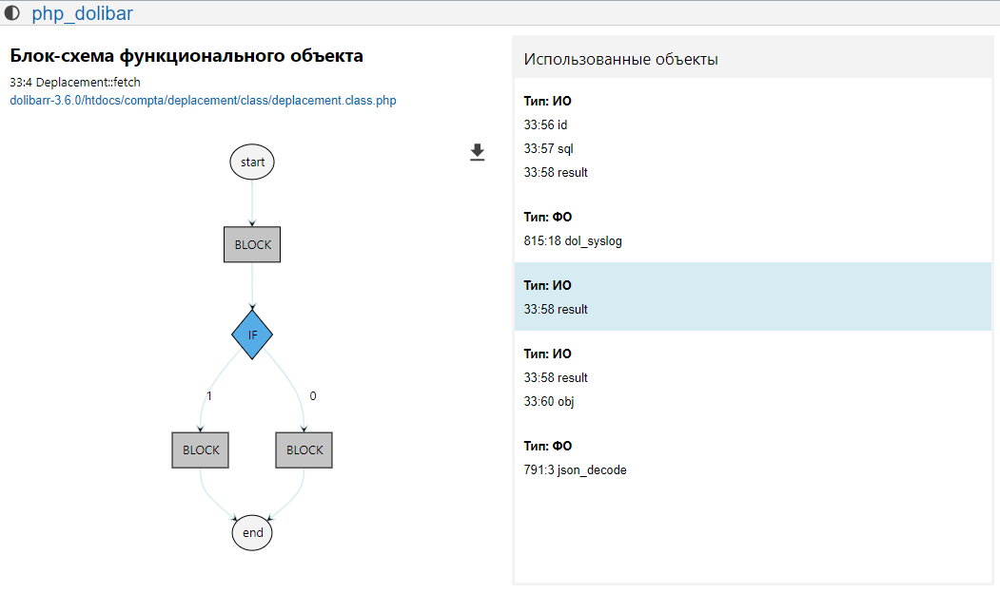 php_dolibar
Блок-схема функционального объекта
33:4 Deplacement::fetch
dolibarr-3.6.0/htdocs/compta/deplacement/class/deplacement.class.php
start
BLOCK
IF
1
0
BLOCK
BLOCK
end
Использованные объекты
Тип: ИО
33:56 id
33:57 sql
33:58 result
Тип: ФО
815:18 dol_syslog
Тип: ИО
33:58 result
Тип: ИО
33:58 result
33:60 obj
Тип: ФО
791:3 json_decode